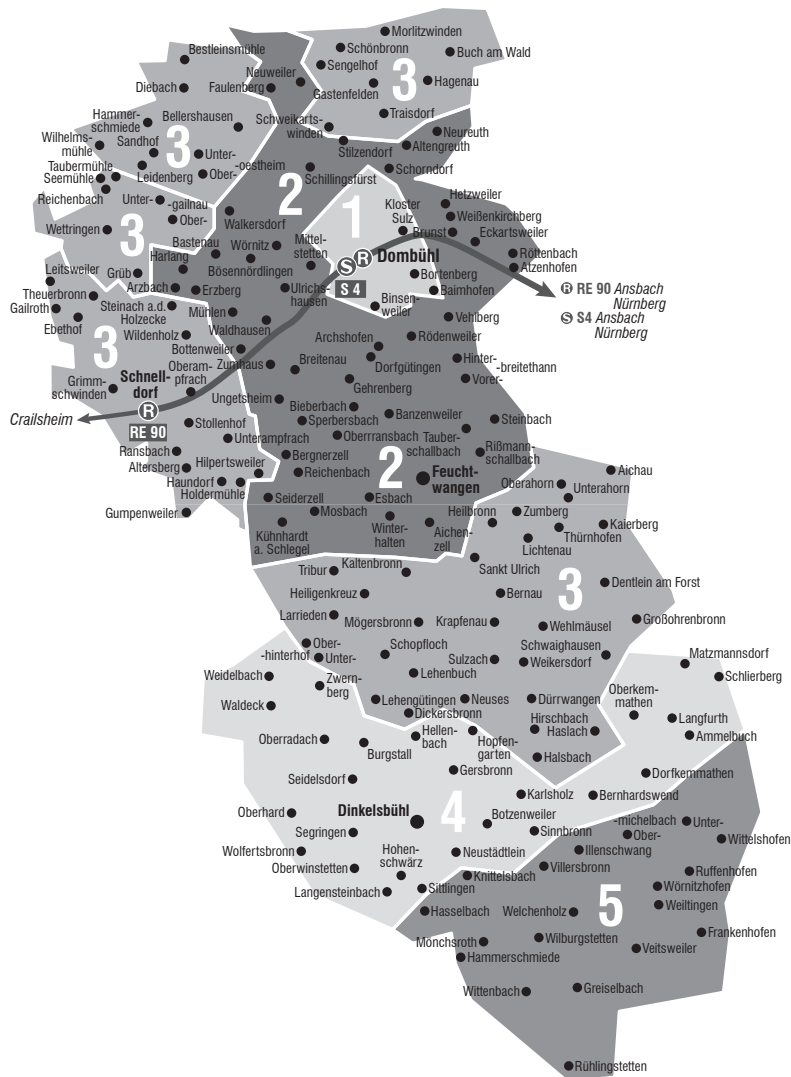 Morlitzwinden
Schönbronn
Buch am Wald
Bestleinsmühle
Sengelhof
Neuweiler
Diebach
Faulenberg
Gastenfelden
3
Hagenau
Hammer-
schmiede
Bellershausen
Schweikarts-
winden
Traisdorf
Wilhelms-
mühle
Sandhof
3
Neureuth
Taubermühle
Unter-
Stilzendorf
Altengreuth
Seemühle
Leidenberg
Ober-
-oestheim
Schillingsfürst
Schorndorf
Reichenbach
Unter-
-gailnau
Ober-
2
1
Kloster
Sulz
Hetzweiler
Weißenkirchberg
Wettringen
3
Walkersdorf
Brunst
Eckartsweiler
Bastenau
Wörnitz
Mittel-
stetten
S
R
Dombühl
Röttenbach
Leitsweiler
Grüb
Harlang
Bösennördlingen
Bortenberg
Atzenhofen
Theuerbronn
Arzbach
Erzberg
Ulrichs-
hausen
S 4
Binsen-
weiler
Baimhofen
R RE 90 Ansbach
Nürnberg
S S4 Ansbach
Nürnberg
Gailroth
Steinach a.d.
Holzecke
Mühlen
Vehlberg
Ebethof
Wildenholz
Waldhausen
Archshofen
Rödenweiler
3
Bottenweiler
Breitenau
Dorfgütingen
Hinter-
-breitethann
Vorer-
Grimm-
schwinden
Schnell-
dorf
Oberam-
pfrach
Zumhaus
Gehrenberg
Crailsheim
R
RE 90
Ungetsheim
Bieberbach
Banzenweiler
Steinbach
Stollenhof
Sperbersbach
Unterampfrach
Oberrransbach
Tauber-
schallbach
Rißmann-
schallbach
Ransbach
Bergnerzell
Altersberg
Hilpertsweiler
Reichenbach
2
Feucht-
wangen
Aichau
Haundorf
Holdermühle
Oberahorn
Unterahorn
Gumpenweiler
Seiderzell
Esbach
Mosbach
Heilbronn
Zumberg
Kaierberg
Kühnhardt
a. Schlegel
Winter-
halten
Aichen-
zell
Thürnhofen
Lichtenau
Tribur
Kaltenbronn
Sankt Ulrich
3
Dentlein am Forst
Heiligenkreuz
Bernau
Larrieden
Mögersbronn
Krapfenau
Wehlmäusel
Großohrenbronn
Ober-
-hinterhof
Unter-
Schopfloch
Sulzach
Schwaighausen
Weikersdorf
Matzmannsdorf
Weidelbach
Zwern-
berg
Lehenbuch
Schlierberg
Waldeck
Lehengütingen
Neuses
Dürrwangen
Oberkem-
mathen
Dickersbronn
Hirschbach
Haslach
Langfurth
Ammelbuch
Oberradach
Burgstall
Hellen-
bach
Hopfen-
garten
Halsbach
Seidelsdorf
Gersbronn
Dorfkemmathen
Karlsholz
Bernhardswend
Oberhard
Dinkelsbühl
4
Botzenweiler
Segringen
Sinnbronn
-michelbach
Unter-
Ober-
Wittelshofen
Wolfertsbronn
Hohen-
schwärz
Neustädtlein
Illenschwang
Oberwinstetten
Knittelsbach
Villersbronn
Ruffenhofen
Langensteinbach
Sittlingen
Wörnitzhofen
Hasselbach
Welchenholz
5
Weiltingen
Mönchsroth
Wilburgstetten
Frankenhofen
Hammerschmiede
Veitsweiler
Wittenbach
Greiselbach
Rühlingstetten